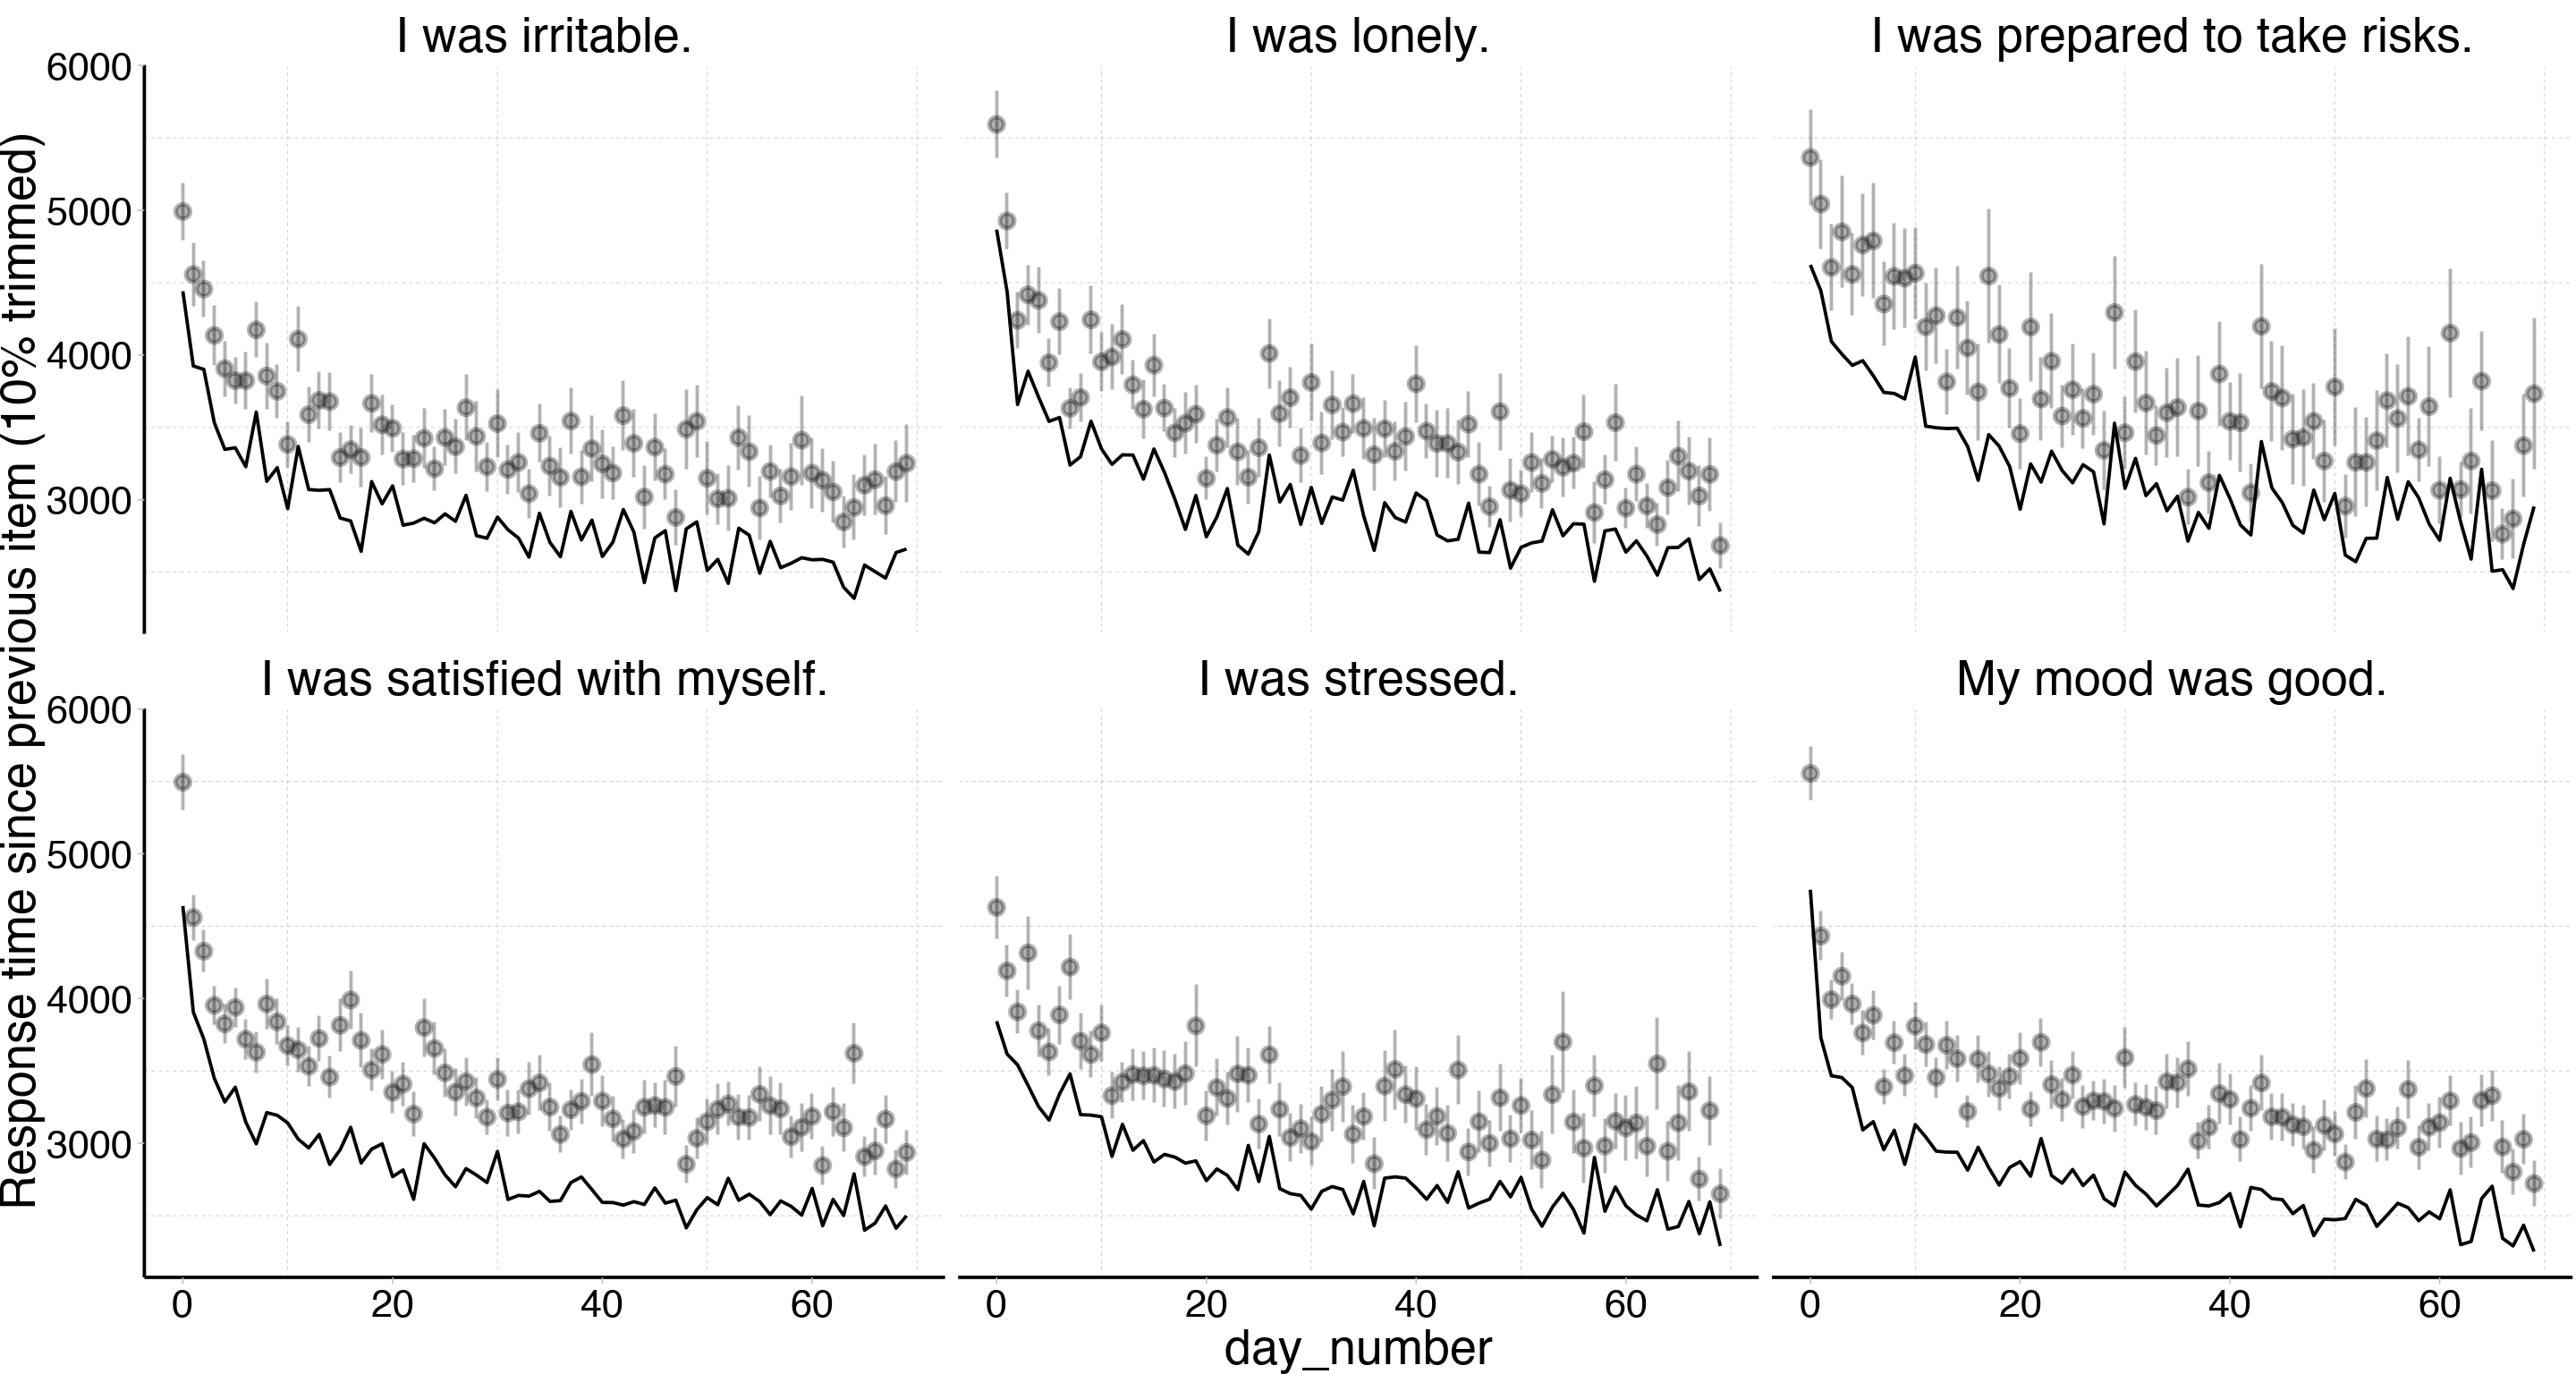 I was irritable.
I was lonely.
I was prepared to take risks.
6000
5000
4000
3000
I was satisfied with myself.
I was stressed.
My mood was good.
6000
5000
4000
3000
0 20 40 60
0 20 40 60
0 20 40 60
day_number
Response time since previous item (10% trimmed)